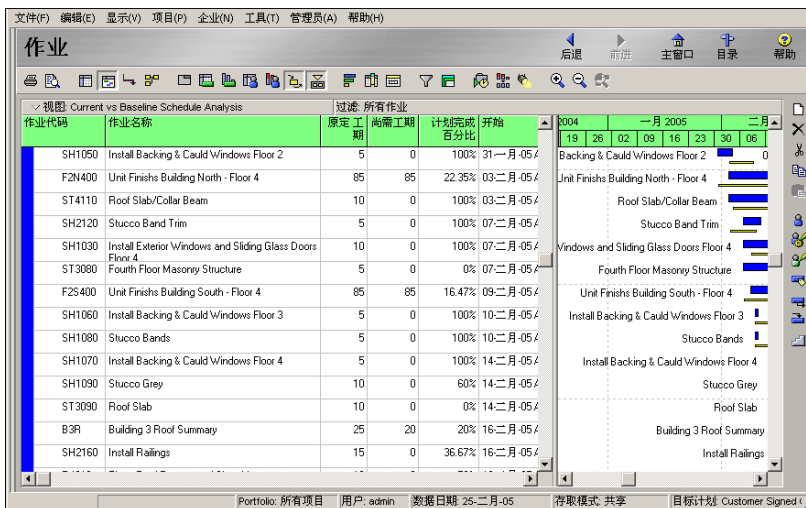 文件(F) 编辑(E) 显示(V) 项目(P) 企业(N) 工具(T) 管理员(A) 帮助(H)
作业
后退 前进 主窗口 目录 帮助
视图: Current vs Baseline Schedule Analysis 过滤: 所有作业
作业代码 作业名称 原定工期 尚需工期 计划完成百分比 开始
2004 一月 2005 二月
19 26 02 09 16 23 30 06
SH1050 Install Backing & Cauld Windows Floor 2 5 0 100% 31-一月-05 A Backing & Cauld Windows Floor 2 0
F2N400 Unit Finishs Building North - Floor 4 85 85 22.35% 03-二月-05 A Jnit Finishs Building North - Floor 4
ST4110 Roof Slab/Collar Beam 10 0 100% 03-二月-05 A Roof Slab/Collar Beam
SH2120 Stucco Band Trim 5 0 100% 07-二月-05 A Stucco Band Trim
SH1030 Install Exterior Windows and Sliding Glass Doors Floor 4 10 0 100% 07-二月-05 A Windows and Sliding Glass Doors Floor 4
ST3080 Fourth Floor Masonry Structure 5 0 0% 07-二月-05 A Fourth Floor Masonry Structure
F2S400 Unit Finishs Building South - Floor 4 85 85 16.47% 09-二月-05 A Unit Finishs Building South - Floor 4
SH1060 Install Backing & Cauld Windows Floor 3 5 0 100% 10-二月-05 A Install Backing & Cauld Windows Floor 3
SH1080 Stucco Bands 5 0 100% 10-二月-05 A Stucco Bands
SH1070 Install Backing & Cauld Windows Floor 4 5 0 100% 14-二月-05 A Install Backing & Cauld Windows Floor 4
SH1090 Stucco Grey 10 0 60% 14-二月-05 A Stucco Grey
ST3090 Roof Slab 10 0 0% 14-二月-05 A Roof Slab
B3R Building 3 Roof Summary 25 20 20% 16-二月-05 A Building 3 Roof Summary
SH2160 Install Railings 15 0 36.67% 16-二月-05 A Install Railings
Portfolio: 所有项目 用户: admin 数据日期: 25-二月-05 存取模式: 共享 目标计划: Customer Signed